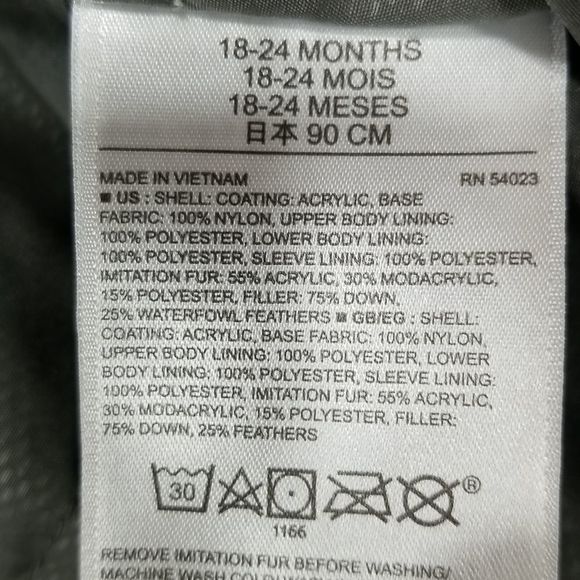 18-24 MONTHS
18-24 MOIS
18-24 MESES
日本 90 CM
MADE IN VIETNAM RN 54023
■ US : SHELL: COATING: ACRYLIC, BASE
FABRIC: 100% NYLON, UPPER BODY LINING:
100% POLYESTER, LOWER BODY LINING:
100% POLYESTER, SLEEVE LINING: 100% POLYESTER,
IMITATION FUR: 55% ACRYLIC, 30% MODACRYLIC,
15% POLYESTER, FILLER: 75% DOWN,
25% WATERFOWL FEATHERS ■ GB/EG : SHELL:
COATING: ACRYLIC, BASE FABRIC: 100% NYLON,
UPPER BODY LINING: 100% POLYESTER, LOWER
BODY LINING: 100% POLYESTER, SLEEVE LINING:
100% POLYESTER, IMITATION FUR: 55% ACRYLIC,
30% MODACRYLIC, 15% POLYESTER, FILLER:
75% DOWN, 25% FEATHERS
30 ®
1166
REMOVE IMITATION FUR BEFORE WASHING/
MACHINE WASH COLD